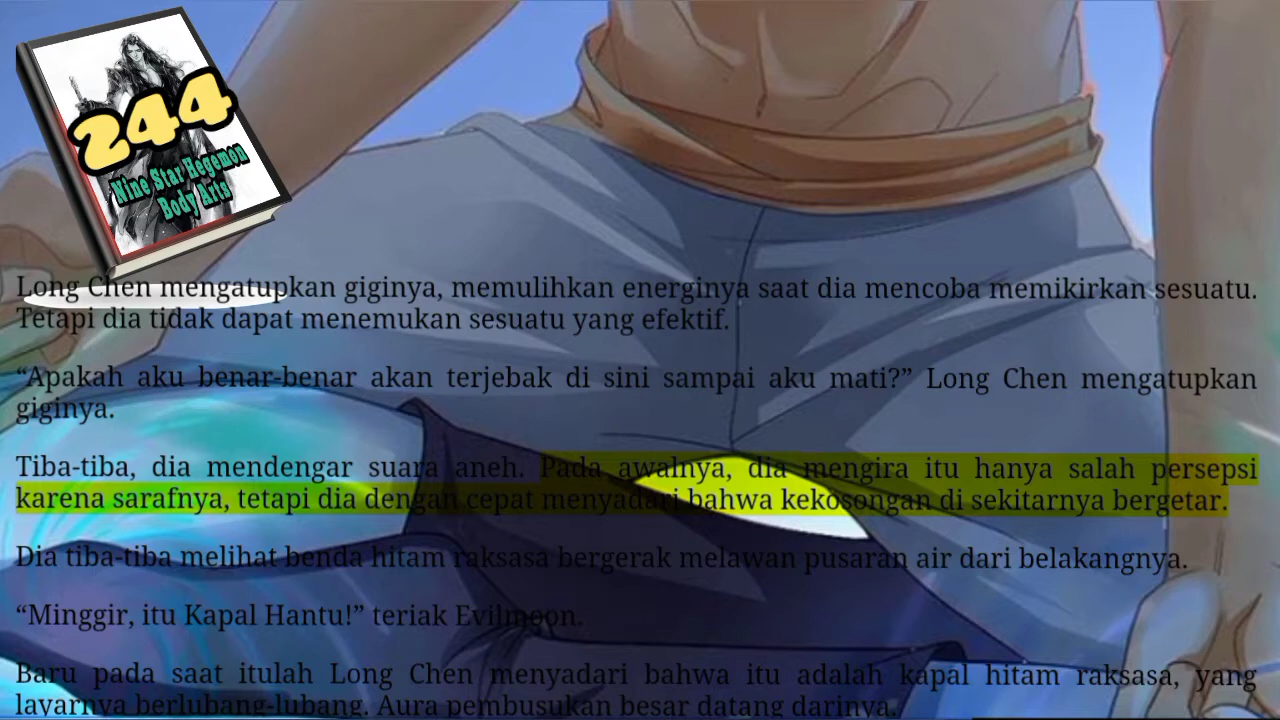 244
Nine Star Hegemon
Body Arts
Long Chen mengatupkan giginya, memulihkan energinya saat dia mencoba memikirkan sesuatu.
Tetapi dia tidak dapat menemukan sesuatu yang efektif.
“Apakah aku benar-benar akan terjebak di sini sampai aku mati?” Long Chen mengatupkan
giginya.
Tiba-tiba, dia mendengar suara aneh. Pada awalnya, dia mengira itu hanya salah persepsi
karena sarafnya, tetapi dia dengan cepat menyadari bahwa kekosongan di sekitarnya bergetar.
Dia tiba-tiba melihat benda hitam raksasa bergerak melawan pusaran air dari belakangnya.
“Minggir, itu Kapal Hantu!” teriak Evilmoon.
Baru pada saat itulah Long Chen menyadari bahwa itu adalah kapal hitam raksasa, yang
layarnya berlubang-lubang. Aura pembusukan besar datang darinya.